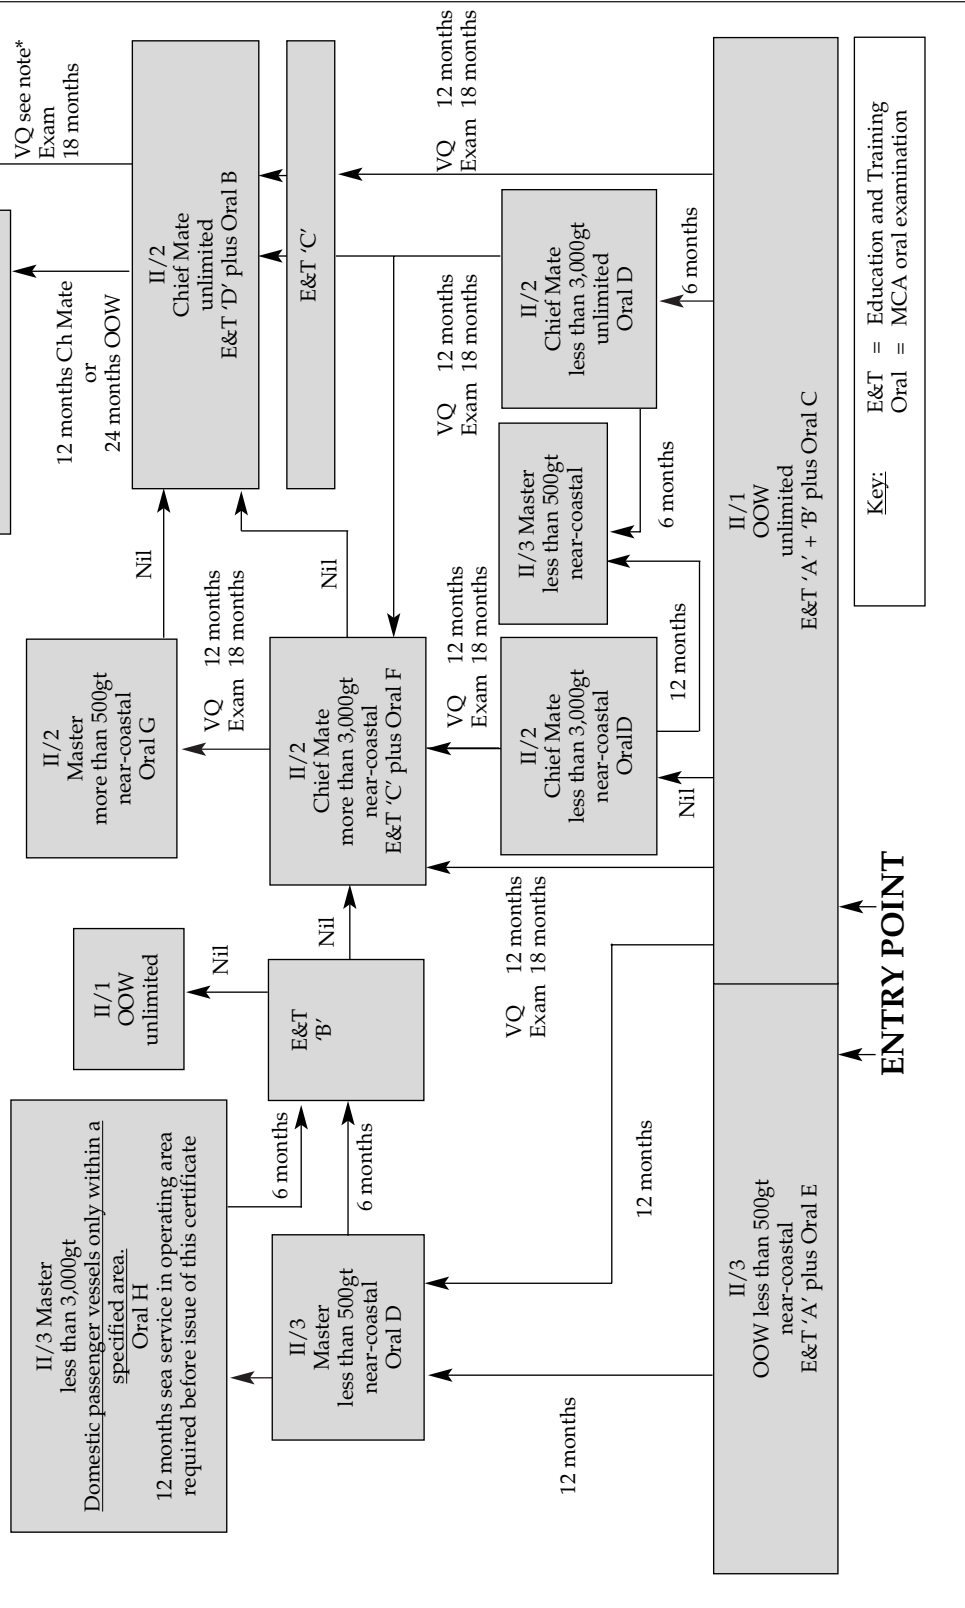 II/3 Master
less than 3,000gt
Domestic passenger vessels only within a
specified area.
Oral H
12 months sea service in operating area
required before issue of this certificate
II/1
OOW
unlimited
Nil
II/2
Master
more than 500gt
near-coastal
Oral G
Nil
12 months Ch Mate
or
24 months OOW
VQ see note*
Exam
18 months
6 months
E&T
'B'
Nil
VQ 12 months
Exam 18 months
II/2
Chief Mate
unlimited
E&T 'D' plus Oral B
II/3
Master
less than 500gt
near-coastal
Oral D
6 months
II/2
Chief Mate
more than 3,000gt
near-coastal
E&T 'C' plus Oral F
Nil
E&T 'C'
VQ 12 months
Exam 18 months
VQ 12 months
Exam 18 months
VQ 12 months
Exam 18 months
VQ 12 months
Exam 18 months
II/2
Chief Mate
less than 3,000gt
near-coastal
OralD
II/3 Master
less than 500gt
near-coastal
II/2
Chief Mate
less than 3,000gt
unlimited
Oral D
12 months
12 months
Nil
12 months
6 months
6 months
II/3
OOW less than 500gt
near-coastal
E&T 'A' plus Oral E
II/1
OOW
unlimited
E&T 'A' + 'B' plus Oral C
ENTRY POINT
Key: E&T = Education and Training
Oral = MCA oral examination